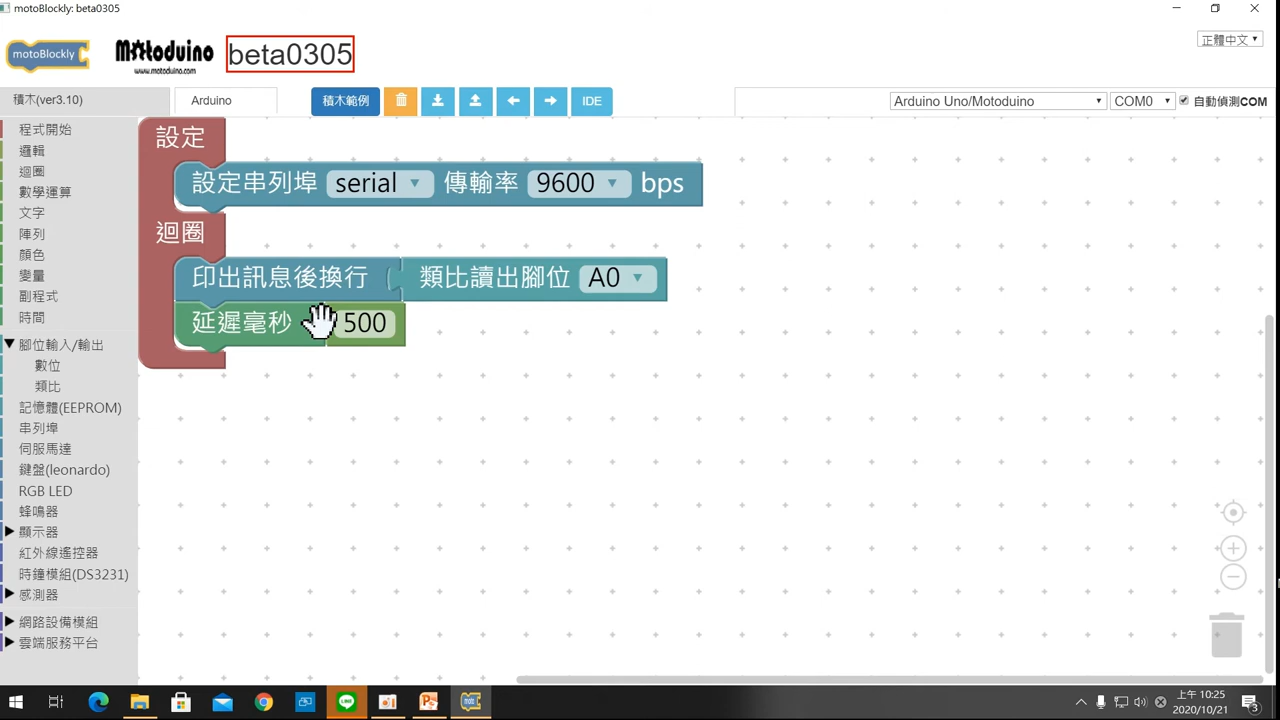 motoBlockly: beta0305
motoBlockly
Motoduino
www.motoduino.com
beta0305
正體中文
積木(ver3.10)
Arduino
積木範例
IDE
Arduino Uno/Motoduino
COM0
自動偵測COM
程式開始
邏輯
迴圈
數學運算
文字
陣列
顏色
變量
副程式
時間
腳位輸入/輸出
數位
類比
記憶體(EEPROM)
串列埠
伺服馬達
鍵盤(leonardo)
RGB LED
蜂鳴器
顯示器
紅外線遙控器
時鐘模組(DS3231)
感測器
網路設備模組
雲端服務平台
設定
設定串列埠 serial 傳輸率 9600 bps
迴圈
印出訊息後換行 類比讀出腳位 A0
延遲毫秒 500
LINE
moto
上午 10:25
2020/10/21
3